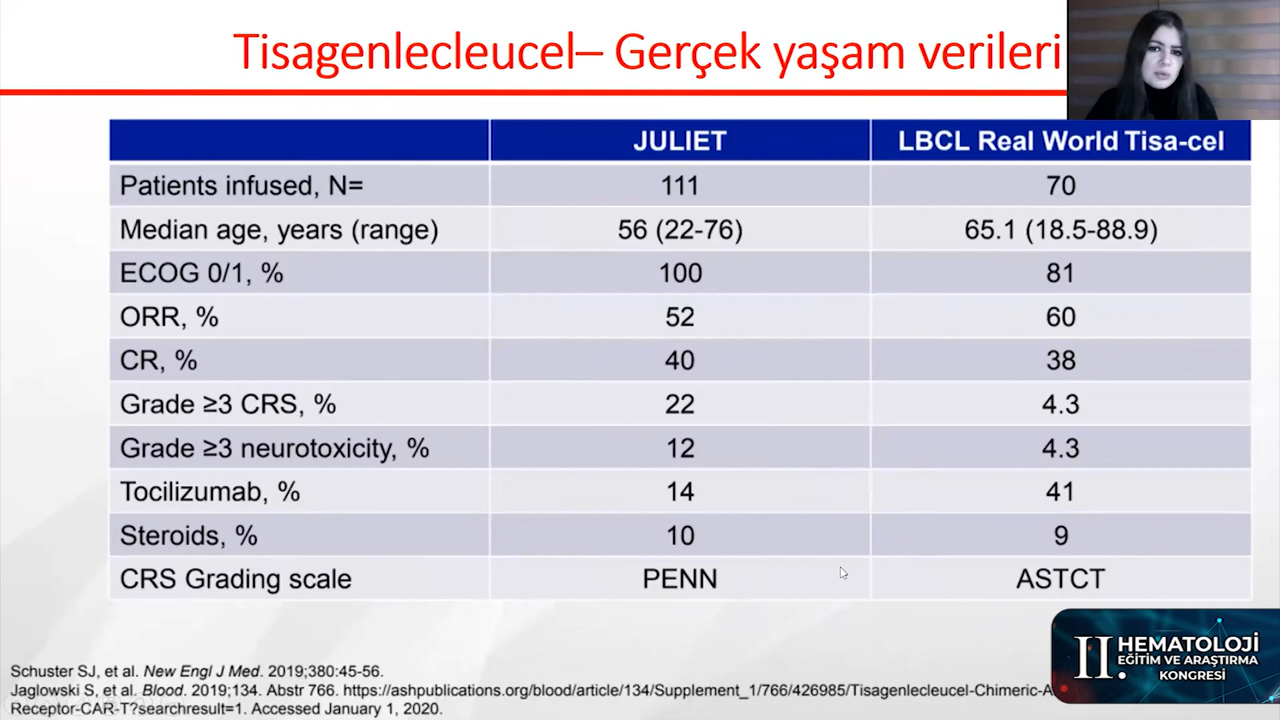 Tisagenlecleucel– Gerçek yaşam verileri
JULIET LBCL Real World Tisa-cel
Patients infused, N= 111 70
Median age, years (range) 56 (22-76) 65.1 (18.5-88.9)
ECOG 0/1, % 100 81
ORR, % 52 60
CR, % 40 38
Grade ≥3 CRS, % 22 4.3
Grade ≥3 neurotoxicity, % 12 4.3
Tocilizumab, % 14 41
Steroids, % 10 9
CRS Grading scale PENN ASTCT
Schuster SJ, et al. New Engl J Med. 2019;380:45-56.
Jaglowski S, et al. Blood. 2019;134. Abstr 766. https://ashpublications.org/blood/article/134/Supplement_1/766/426985/Tisagenlecleucel-Chimeric-A
Receptor-CAR-T?searchresult=1. Accessed January 1, 2020.
II. HEMATOLOJİ
EĞİTİM VE ARAŞTIRMA
KONGRESİ